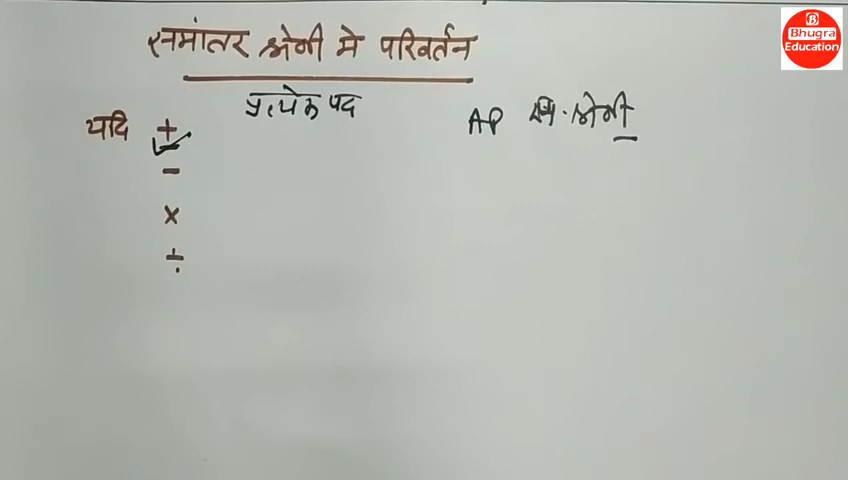 समांतर श्रेणी मे परिवर्तन
प्रत्येक पद
यदि +
AP स. श्रेणी
-
×
÷
B
Bhugra
Education